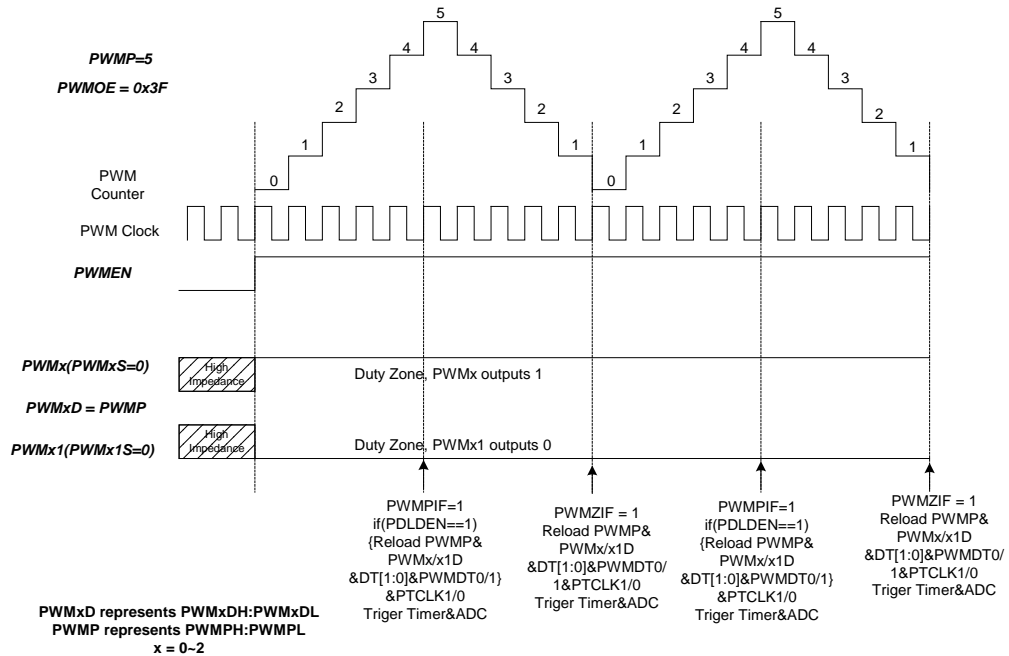 5
5
4
4
4
4
PWMP=5
3
3
3
3
PWMOE = 0x3F
2
2
2
2
1
1
1
1
0
0
PWM
Counter
PWM Clock
PWMEN
PWMx(PWMxS=0)
High
Impedance
Duty Zone, PWMx outputs 1
PWMxD = PWMP
PWMx1(PWMx1S=0)
High
Impedance
Duty Zone, PWMx1 outputs 0
PWMPIF=1
if(PDLDEN==1)
{Reload PWMP&
PWMx/x1D
&DT[1:0]&PWMDT0/1}
&PTCLK1/0
Triger Timer&ADC
PWMZIF = 1
Reload PWMP&
PWMx/x1D
&DT[1:0]&PWMDT0/
1&PTCLK1/0
Triger Timer&ADC
PWMPIF=1
if(PDLDEN==1)
{Reload PWMP&
PWMx/x1D
&DT[1:0]&PWMDT0/1}
&PTCLK1/0
Triger Timer&ADC
PWMZIF = 1
Reload PWMP&
PWMx/x1D
&DT[1:0]&PWMDT0/
1&PTCLK1/0
Triger Timer&ADC
PWMxD represents PWMxDH:PWMxDL
PWMP represents PWMPH:PWMPL
x = 0~2